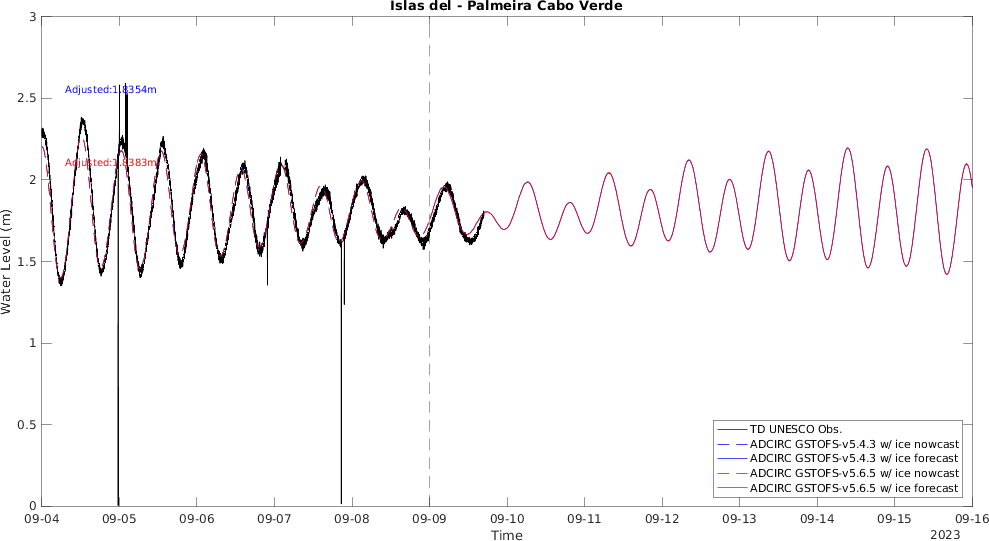 Islas del - Palmeira Cabo Verde
3
2.5
2
1.5
1
0.5
0
Water Level (m)
Adjusted:1.8354m
Adjusted:1.8383m
TD UNESCO Obs.
ADCIRC GSTOFS-v5.4.3 w/ ice nowcast
ADCIRC GSTOFS-v5.4.3 w/ ice forecast
ADCIRC GSTOFS-v5.6.5 w/ ice nowcast
ADCIRC GSTOFS-v5.6.5 w/ ice forecast
09-04 09-05 09-06 09-07 09-08 09-09 09-10 09-11 09-12 09-13 09-14 09-15 09-16
Time
2023